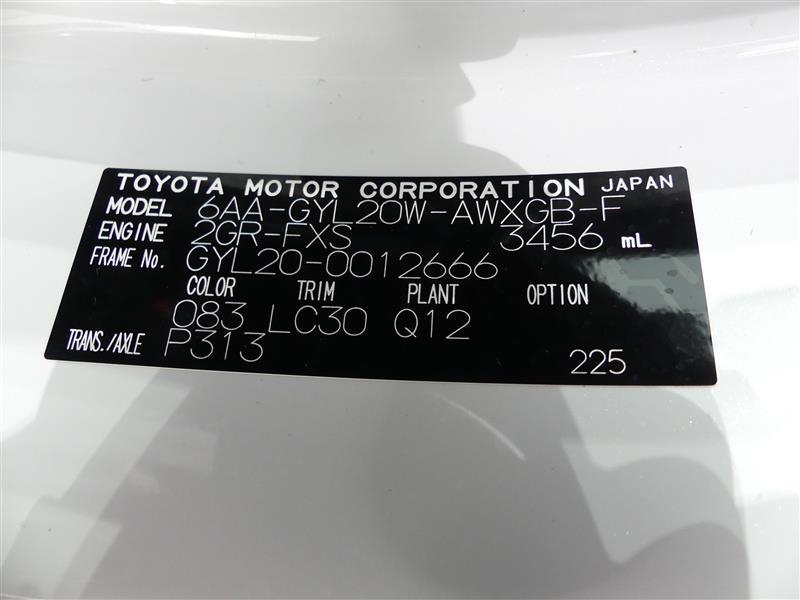 TOYOTA MOTOR CORPORATION JAPAN
MODEL 6AA-GYL20W-AWXGB-F
ENGINE 2GR-FXS 3456 mL
FRAME No. GYL20-0012666
COLOR TRIM PLANT OPTION
083 LC30 Q12
TRANS./AXLE P313
225